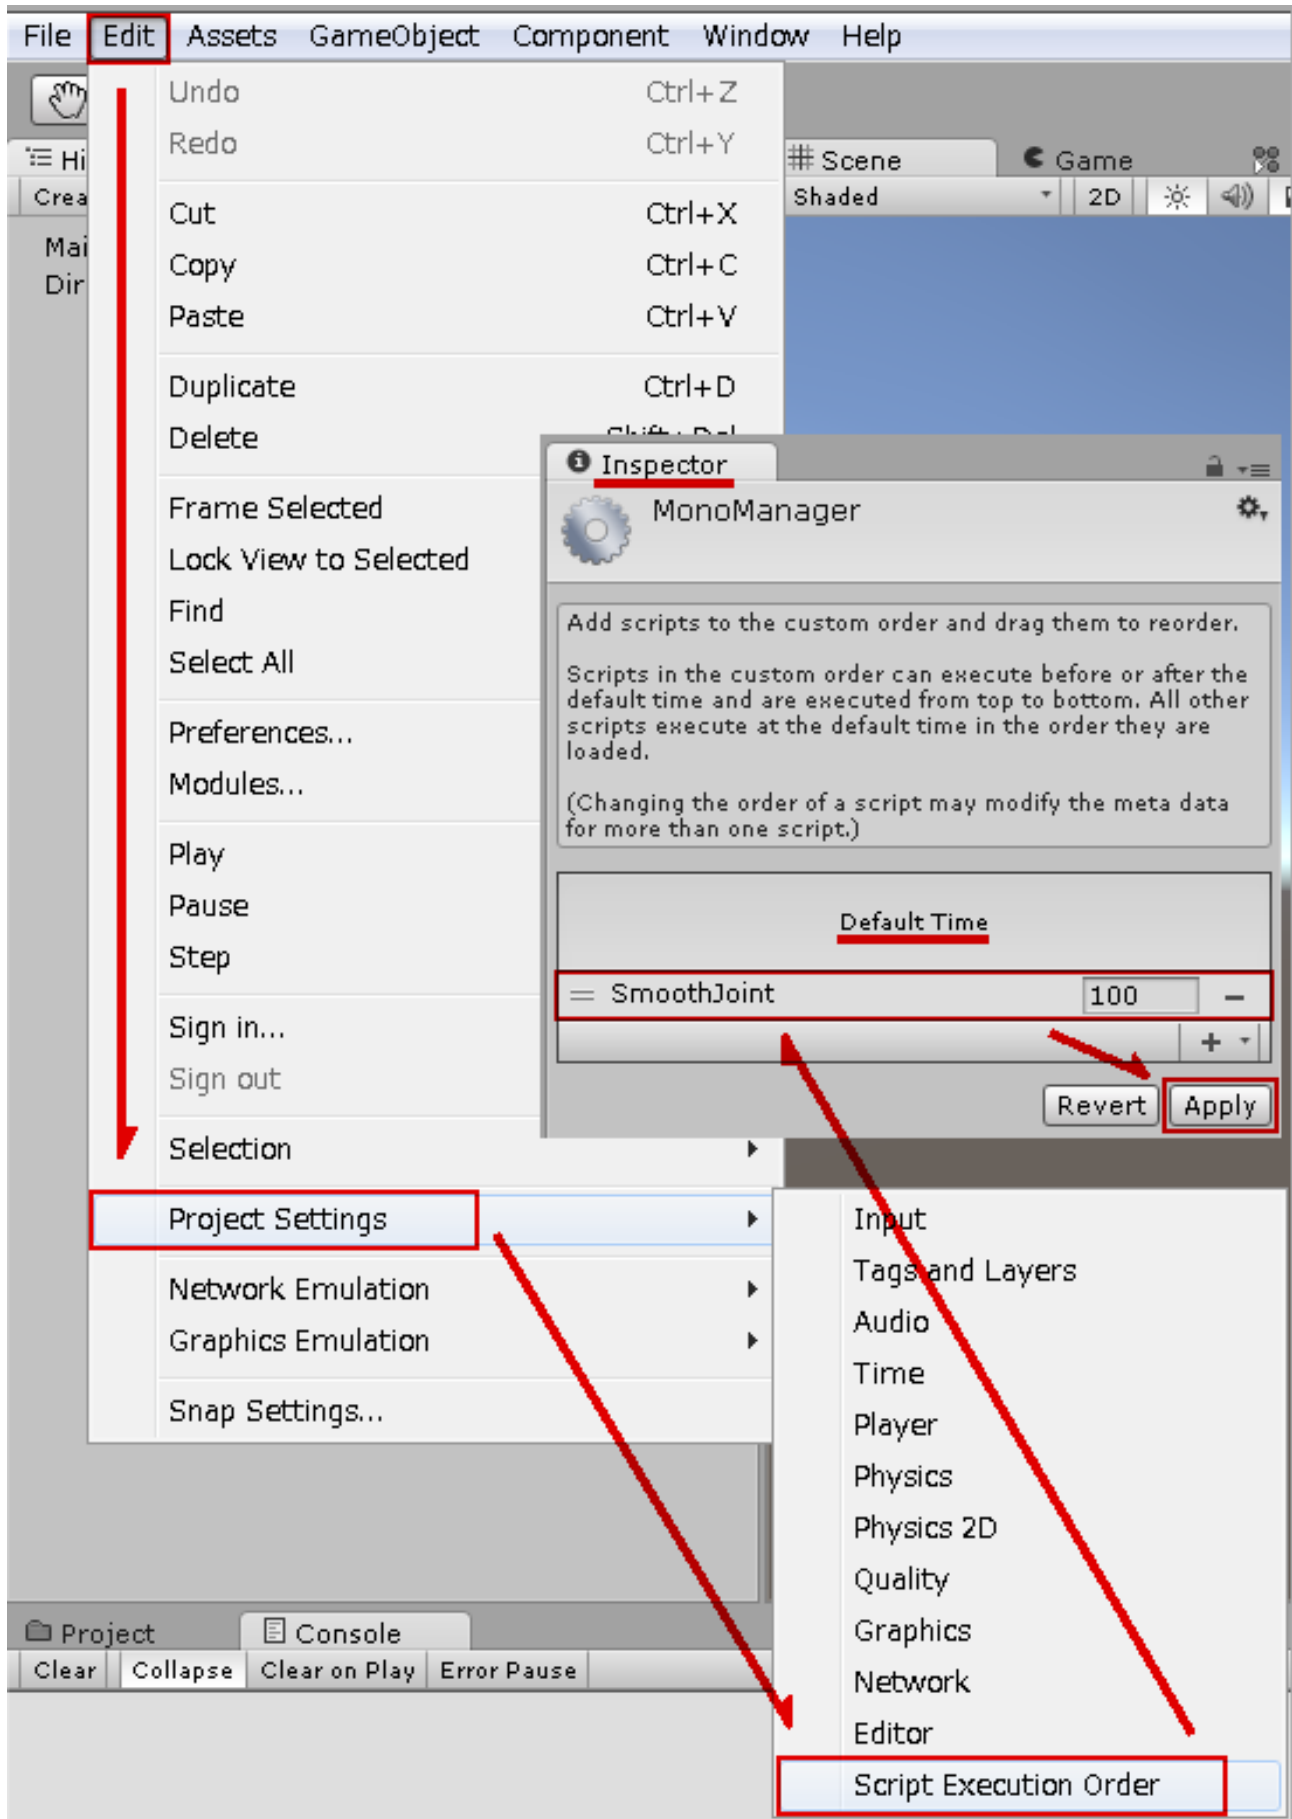 File Edit Assets GameObject Component Window Help
Undo Ctrl+Z
Redo Ctrl+Y
Hi
Scene Game
Crea
Shaded 2D
Cut Ctrl+X
Mai
Copy Ctrl+C
Dir
Paste Ctrl+V
Duplicate Ctrl+D
Delete
Inspector
MonoManager
Frame Selected
Lock View to Selected
Find
Select All
Preferences...
Modules...
Play
Pause
Step
Sign in...
Sign out
Selection
Project Settings
Network Emulation
Graphics Emulation
Snap Settings...
Add scripts to the custom order and drag them to reorder.
Scripts in the custom order can execute before or after the
default time and are executed from top to bottom. All other
scripts execute at the default time in the order they are
loaded.
(Changing the order of a script may modify the meta data
for more than one script.)
Default Time
= SmoothJoint 100 −
+
Revert Apply
Input
Tags and Layers
Audio
Time
Player
Physics
Physics 2D
Quality
Graphics
Network
Editor
Script Execution Order
Project Console
Clear Collapse Clear on Play Error Pause